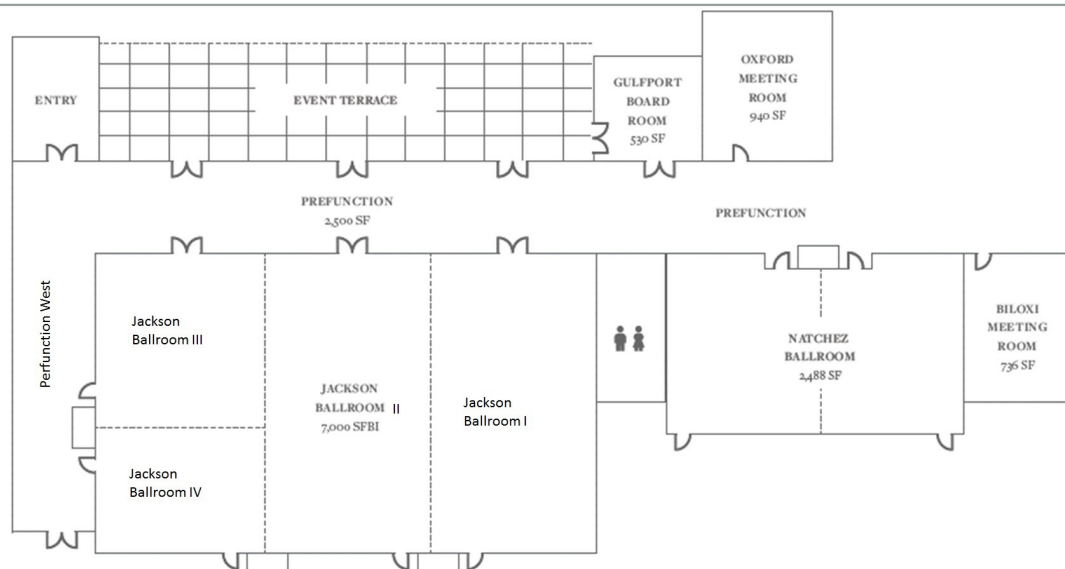 ENTRY
EVENT TERRACE
GULFPORT
BOARD
ROOM
530 SF
OXFORD
MEETING
ROOM
940 SF
PREFUNCTION
2,500 SF
PREFUNCTION
Perfunction West
Jackson
Ballroom III
JACKSON
BALLROOM II
7,000 SFBI
Jackson
Ballroom I
NATCHEZ
BALLROOM
2,488 SF
BILOXI
MEETING
ROOM
736 SF
Jackson
Ballroom IV